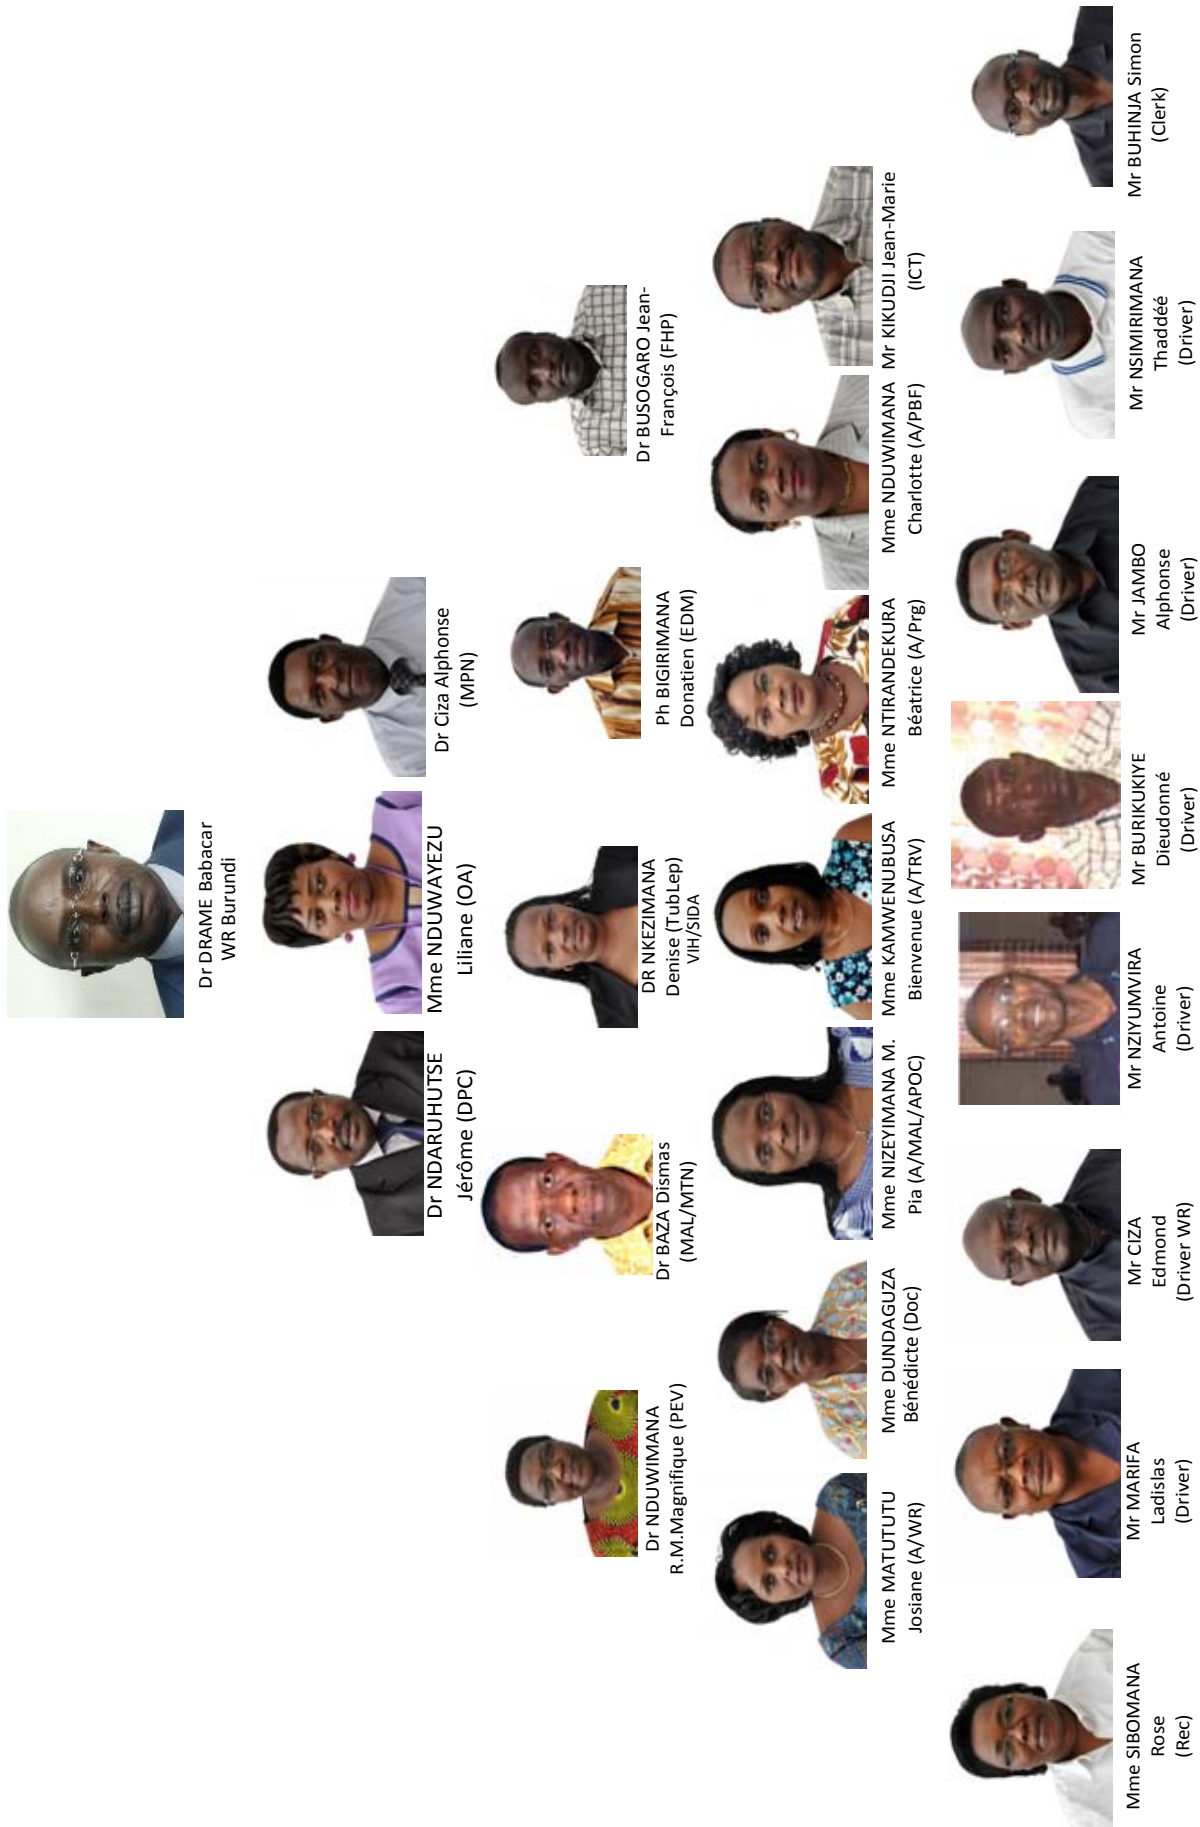 Dr DRAME Babacar
WR Burundi
Dr NDARUHUTSE
Jérôme (DPC)
Mme NDUWAYEZU
Liliane (OA)
Dr Ciza Alphonse
(MPN)
Dr NDUWIMANA
R.M.Magnifique (PEV)
Dr BAZA Dismas
(MAL/MTN)
DR NKEZIMANA
Denise (TubLep)
VIH/SIDA
Ph BIGIRIMANA
Donatien (EDM)
Dr BUSOGARO Jean-
François (FHP)
Mme MATUTUTU
Josiane (A/WR)
Mme DUNDAGUZA
Bénédicte (Doc)
Mme NIZEYIMANA M.
Pia (A/MAL/APOC)
Mme KAMWENUBUSA
Bienvenue (A/TRV)
Mme NTIRANDEKURA
Béatrice (A/Prg)
Mme NDUWIMANA
Charlotte (A/PBF)
Mr KIKUDJI Jean-Marie
(ICT)
Mme SIBOMANA
Rose
(Rec)
Mr MARIFA
Ladislas
(Driver)
Mr CIZA
Edmond
(Driver WR)
Mr NZIYUMVIRA
Antoine
(Driver)
Mr BURIKUKIYE
Dieudonné
(Driver)
Mr JAMBO
Alphonse
(Driver)
Mr NSIMIRIMANA
Thaddéé
(Driver)
Mr BUHINJA Simon
(Clerk)